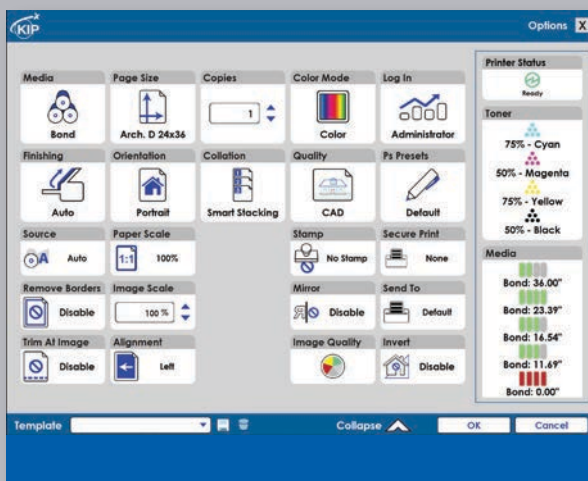 KIP
Options X
Media Page Size Copies Color Mode Log In
Bond Arch. D 24x36 1 Color Administrator
Finishing Orientation Collation Quality Ps Presets
Auto Portrait Smart Stacking CAD Default
Source Paper Scale Stamp Secure Print
A Auto 1:1 100% No Stamp None
Remove Borders Image Scale Mirror Send To
Disable 100 % R Disable Default
Trim At Image Alignment Image Quality Invert
Disable Left Disable
Printer Status
Ready
Toner
75% - Cyan
50% - Magenta
75% - Yellow
50% - Black
Media
Bond: 36.00"
Bond: 23.39"
Bond: 16.54"
Bond: 11.69"
Bond: 0.00"
Template Collapse OK Cancel